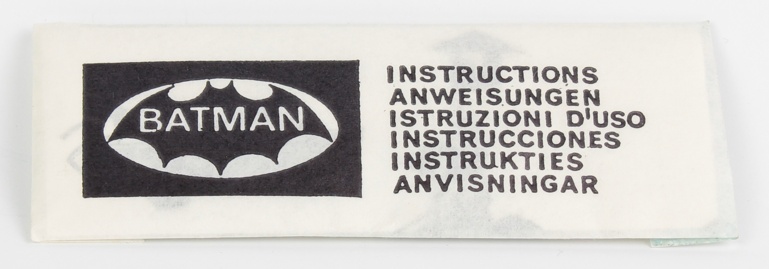 BATMAN
INSTRUCTIONS
ANWEISUNGEN
ISTRUZIONI D'USO
INSTRUCCIONES
INSTRUKTIES
ANVISNINGAR